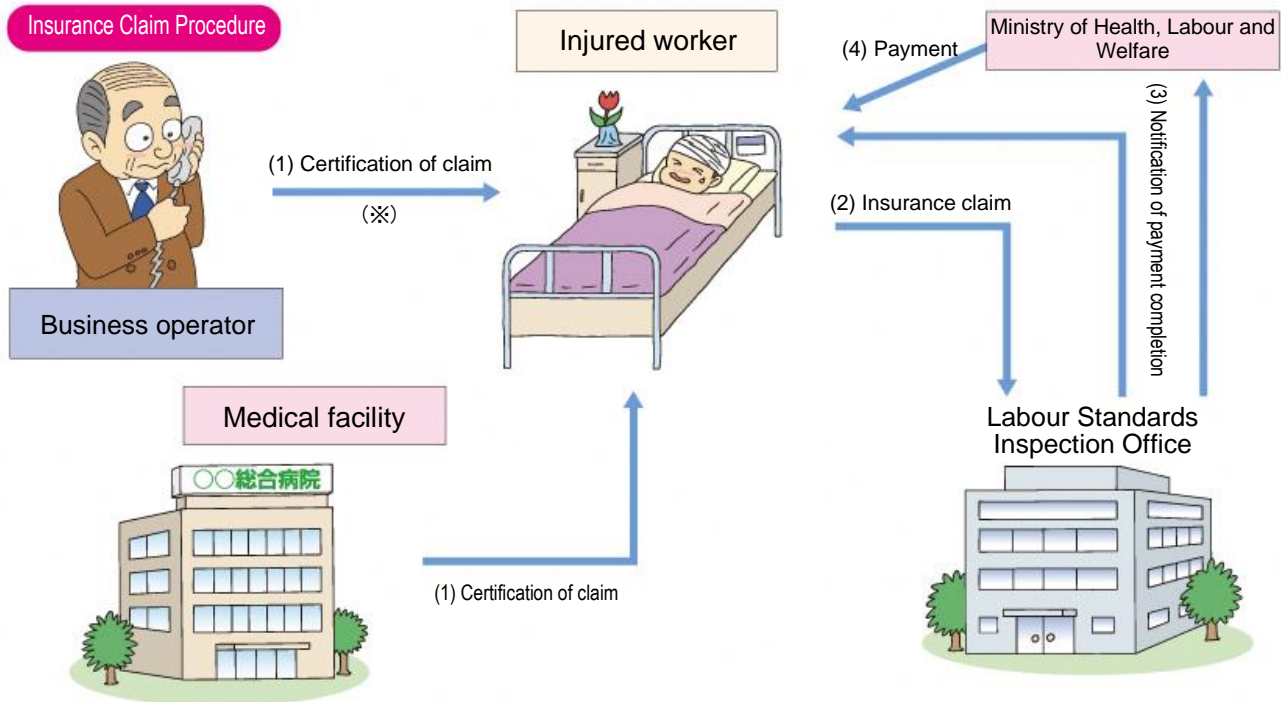 Insurance Claim Procedure
Injured worker
Ministry of Health, Labour and
Welfare
(4) Payment
(1) Certification of claim
(※)
(2) Insurance claim
(3) Notification of payment completion
Business operator
Medical facility
○○総合病院
(1) Certification of claim
Labour Standards
Inspection Office